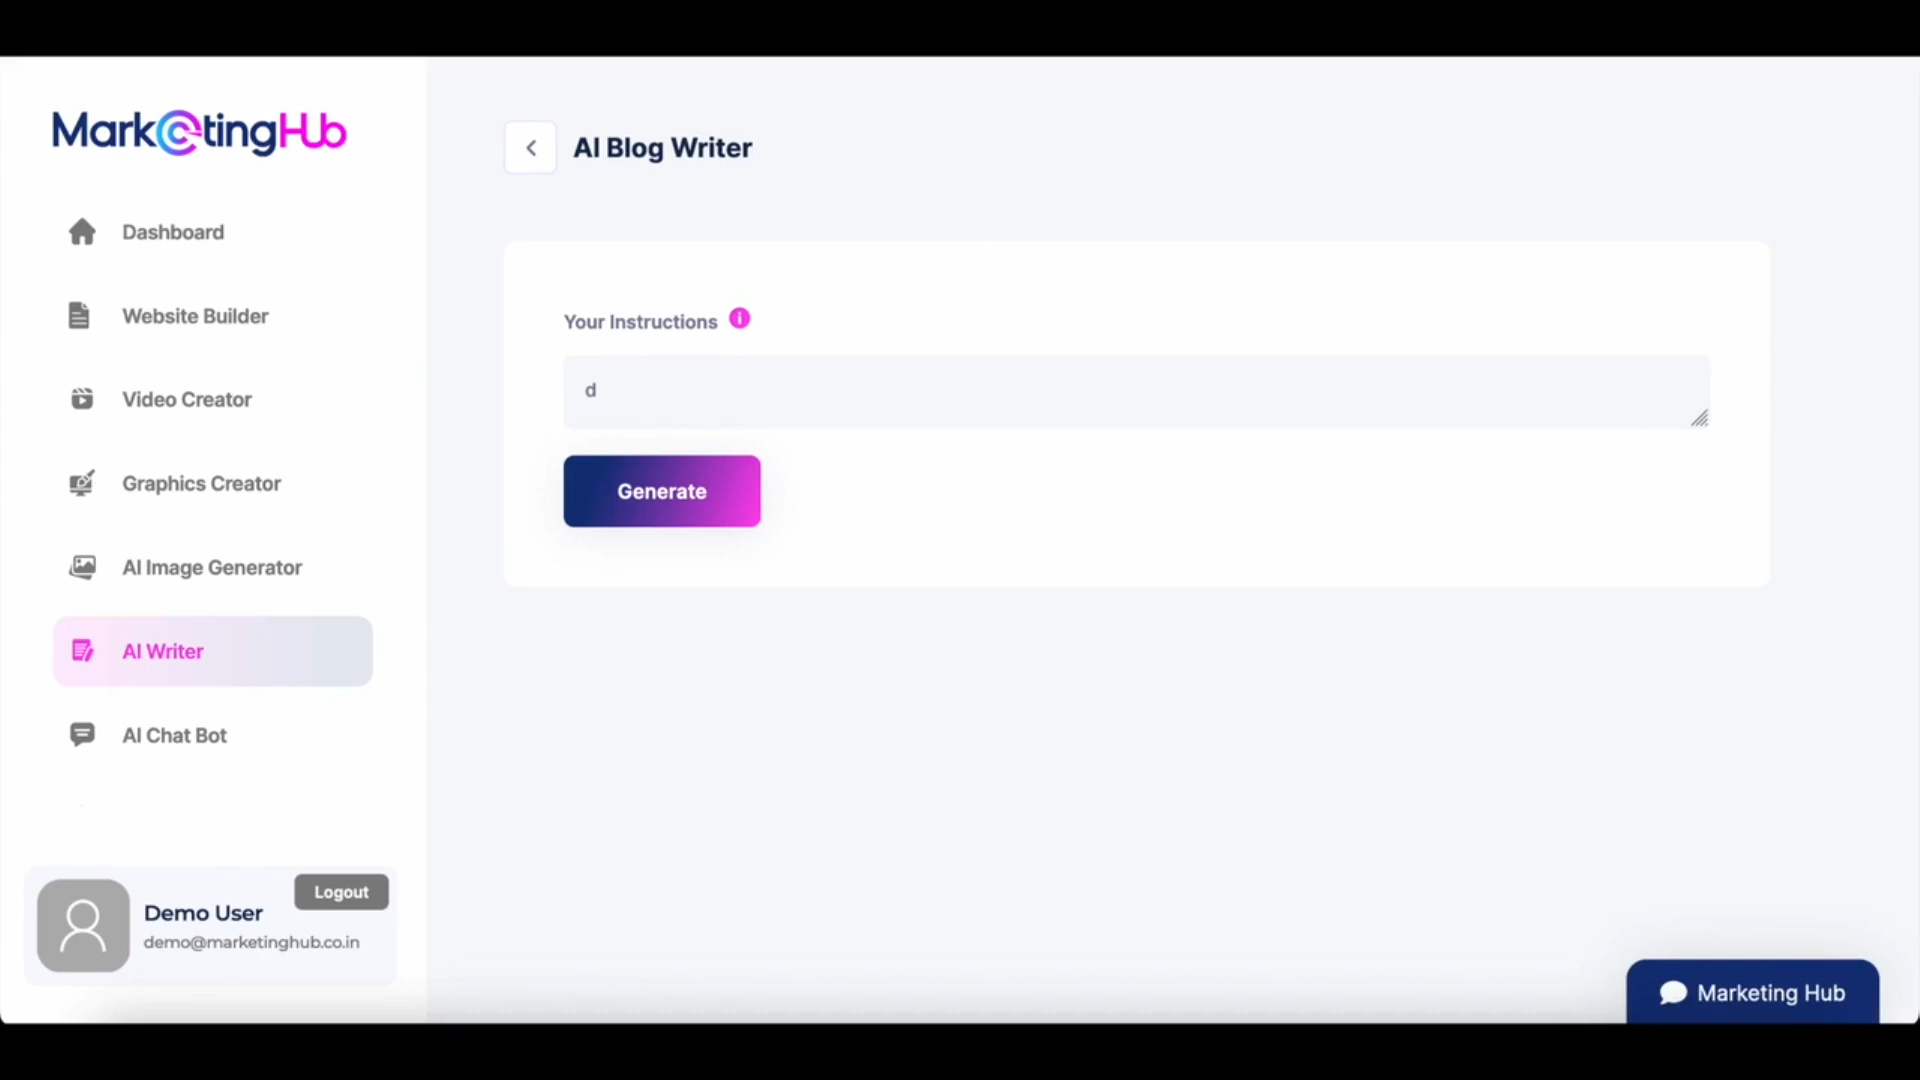 MarketingHub
Dashboard
Website Builder
Video Creator
Graphics Creator
AI Image Generator
AI Writer
AI Chat Bot
Logout
Demo User
demo@marketinghub.co.in
AI Blog Writer
Your Instructions
d
Generate
Marketing Hub